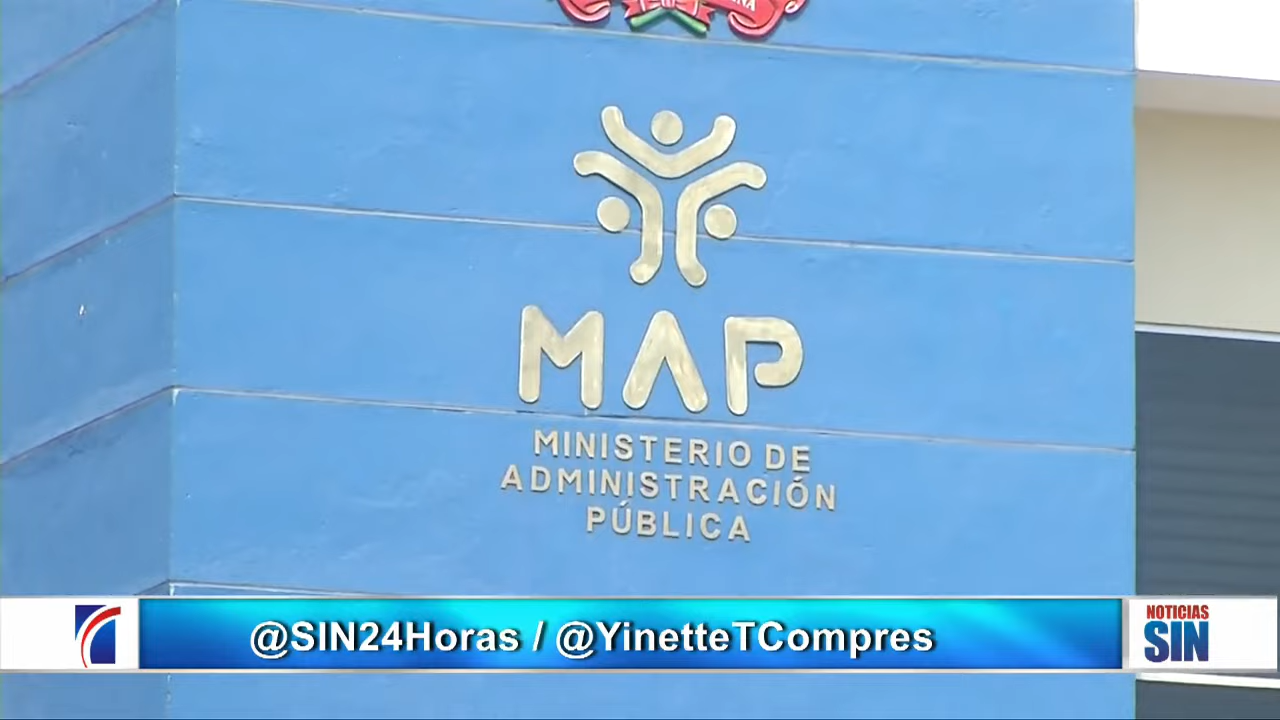 MAP
MINISTERIO DE
ADMINISTRACIÓN
PÚBLICA
@SIN24Horas / @YinetteTCompres
NOTICIAS
SIN